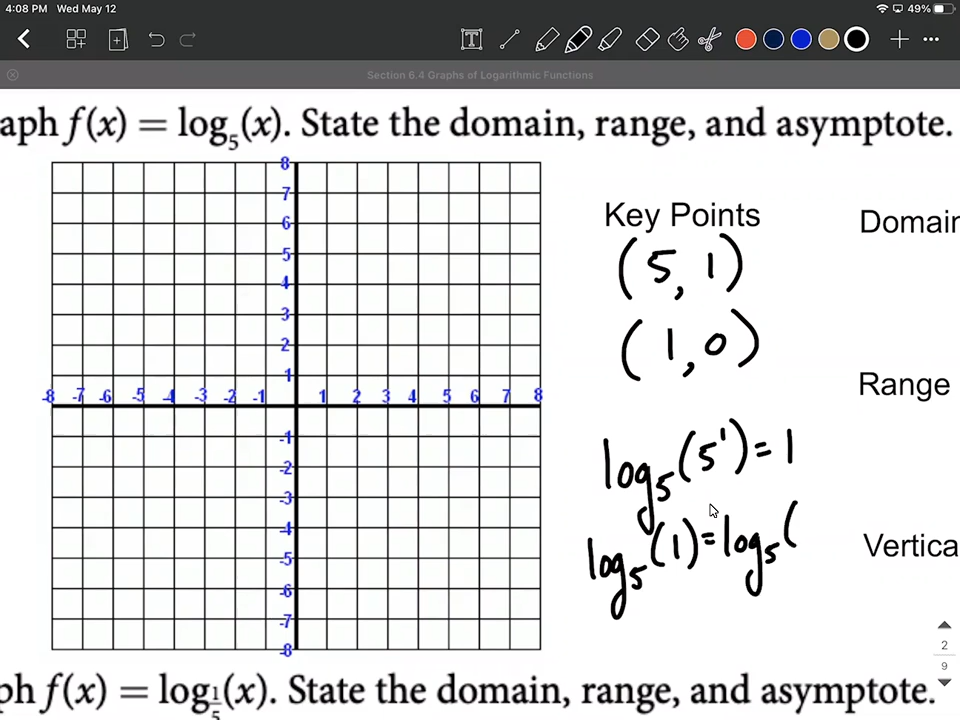 4:08 PM Wed May 12
49%
Section 6.4 Graphs of Logarithmic Functions
aph f(x) = log₅(x). State the domain, range, and asymptote.
8
7
6
5
4
3
2
1
-8 -7 -6 -5 -4 -3 -2 -1 1 2 3 4 5 6 7 8
-1
-2
-3
-4
-5
-6
-7
-8
Key Points
(5, 1)
(1, 0)
log₅(5¹) = 1
log₅(1) = log₅(
Domain
Range
Vertica
2
9
ph f(x) = log_{1/5}(x). State the domain, range, and asymptote.